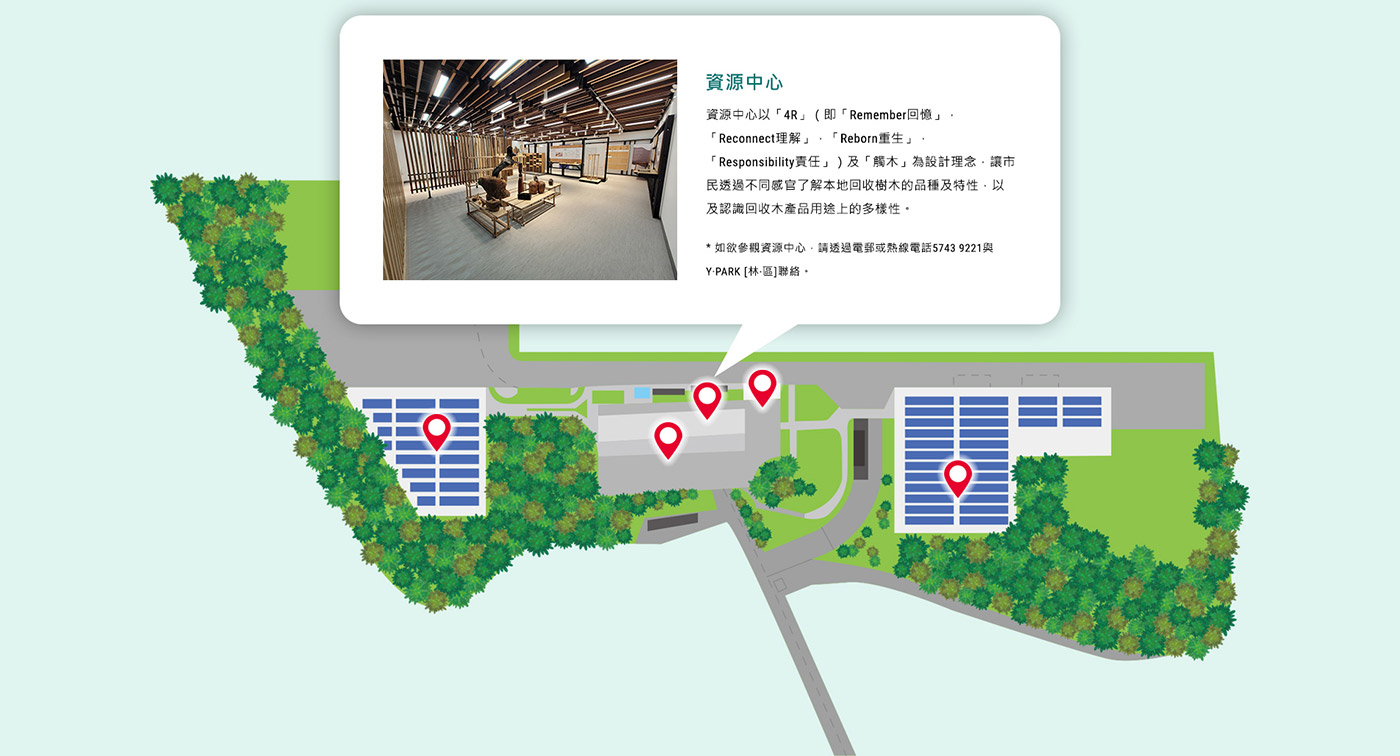 資源中心
資源中心以「4R」（即「Remember回憶」，
「Reconnect理解」，「Reborn重生」，
「Responsibility責任」）及「觸木」為設計理念，讓市
民透過不同感官了解本地回收樹木的品種及特性，以
及認識回收木產品用途上的多樣性。
* 如欲參觀資源中心，請透過電郵或熱線電話5743 9221與
Y·PARK [林·區]聯絡。